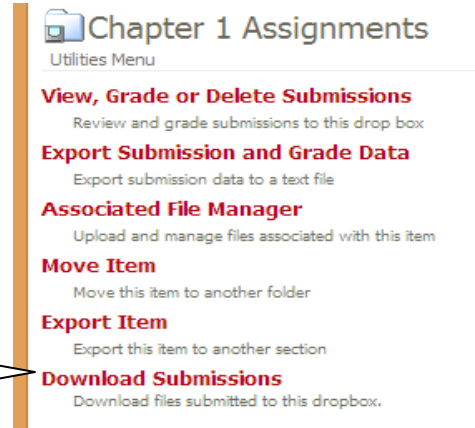 Chapter 1 Assignments
Utilities Menu
View, Grade or Delete Submissions
Review and grade submissions to this drop box
Export Submission and Grade Data
Export submission data to a text file
Associated File Manager
Upload and manage files associated with this item
Move Item
Move this item to another folder
Export Item
Export this item to another section
Download Submissions
Download files submitted to this dropbox.